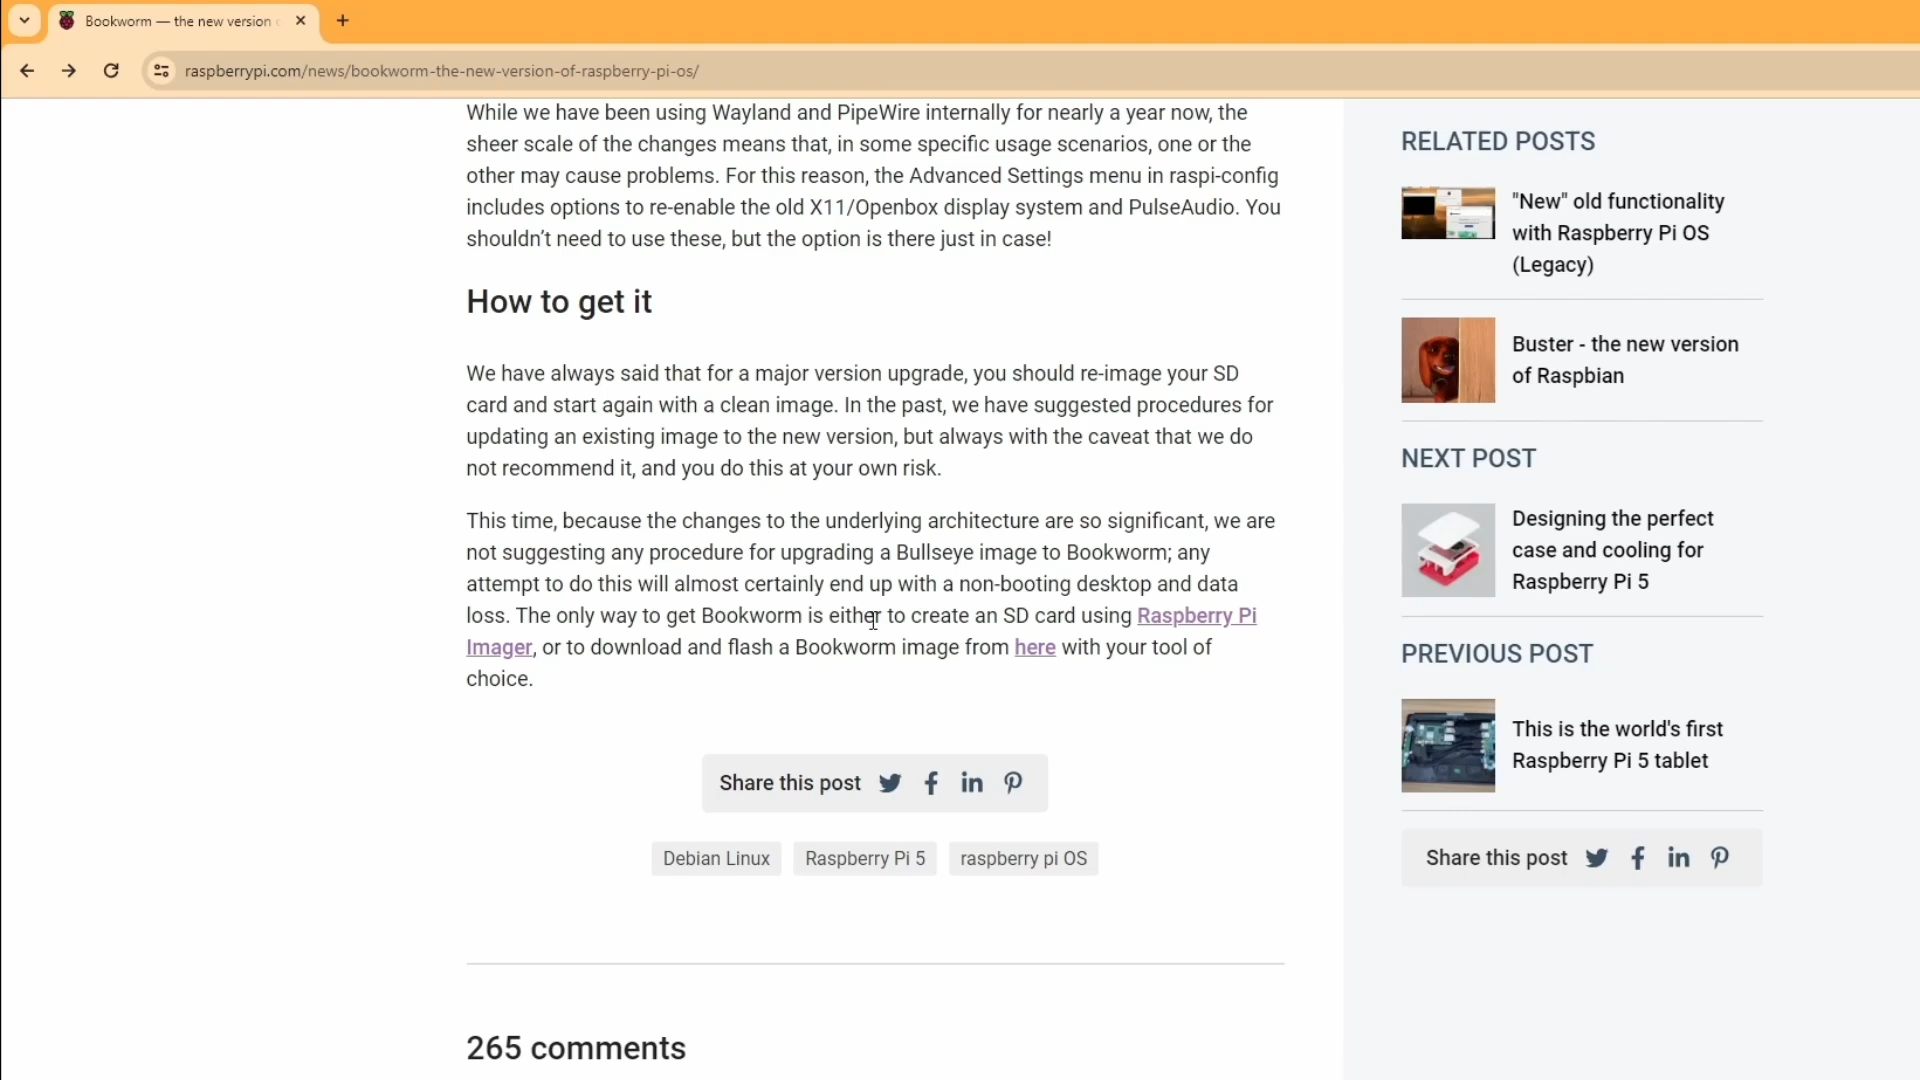 Bookworm — the new version
raspberrypi.com/news/bookworm-the-new-version-of-raspberry-pi-os/
While we have been using Wayland and PipeWire internally for nearly a year now, the
sheer scale of the changes means that, in some specific usage scenarios, one or the
other may cause problems. For this reason, the Advanced Settings menu in raspi-config
includes options to re-enable the old X11/Openbox display system and PulseAudio. You
shouldn’t need to use these, but the option is there just in case!
How to get it
We have always said that for a major version upgrade, you should re-image your SD
card and start again with a clean image. In the past, we have suggested procedures for
updating an existing image to the new version, but always with the caveat that we do
not recommend it, and you do this at your own risk.
This time, because the changes to the underlying architecture are so significant, we are
not suggesting any procedure for upgrading a Bullseye image to Bookworm; any
attempt to do this will almost certainly end up with a non-booting desktop and data
loss. The only way to get Bookworm is either to create an SD card using Raspberry Pi
Imager, or to download and flash a Bookworm image from here with your tool of
choice.
Share this post
Debian Linux
Raspberry Pi 5
raspberry pi OS
265 comments
RELATED POSTS
"New" old functionality
with Raspberry Pi OS
(Legacy)
Buster - the new version
of Raspbian
NEXT POST
Designing the perfect
case and cooling for
Raspberry Pi 5
PREVIOUS POST
This is the world's first
Raspberry Pi 5 tablet
Share this post